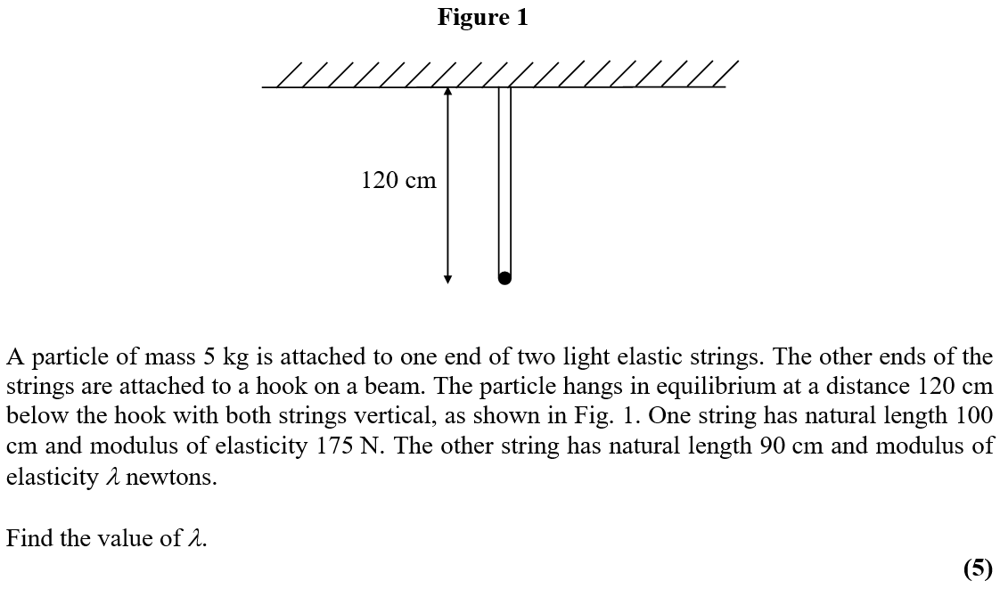 Figure 1
120 cm
A particle of mass 5 kg is attached to one end of two light elastic strings. The other ends of the
strings are attached to a hook on a beam. The particle hangs in equilibrium at a distance 120 cm
below the hook with both strings vertical, as shown in Fig. 1. One string has natural length 100
cm and modulus of elasticity 175 N. The other string has natural length 90 cm and modulus of
elasticity λ newtons.
Find the value of λ.
(5)